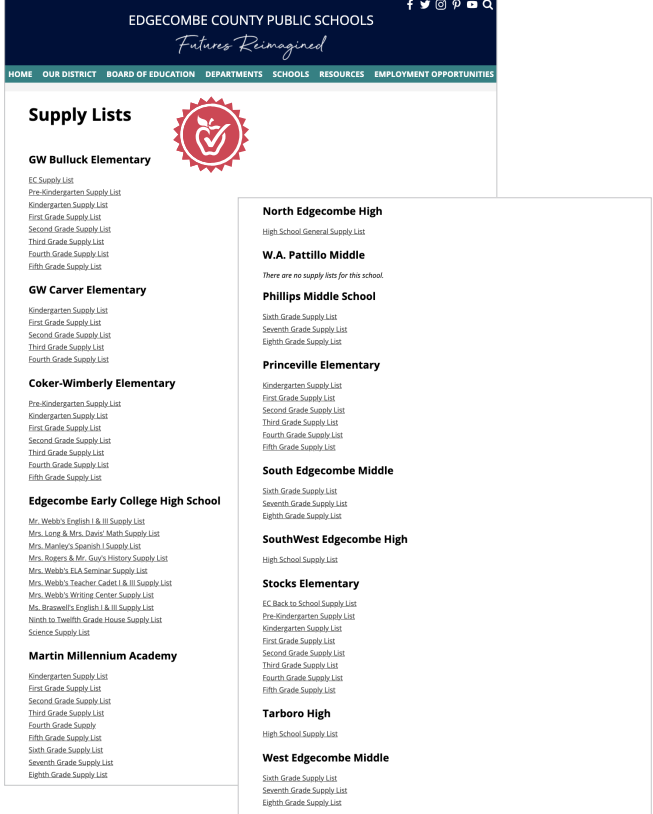 EDGECOMBE COUNTY PUBLIC SCHOOLS
Futures Reimagined
HOME OUR DISTRICT BOARD OF EDUCATION DEPARTMENTS SCHOOLS RESOURCES EMPLOYMENT OPPORTUNITIES
Supply Lists
GW Bulluck Elementary
EC Supply List
Pre-Kindergarten Supply List
Kindergarten Supply List
First Grade Supply List
Second Grade Supply List
Third Grade Supply List
Fourth Grade Supply List
Fifth Grade Supply List
GW Carver Elementary
Kindergarten Supply List
First Grade Supply List
Second Grade Supply List
Third Grade Supply List
Fourth Grade Supply List
Coker-Wimberly Elementary
Pre-Kindergarten Supply List
Kindergarten Supply List
First Grade Supply List
Second Grade Supply List
Third Grade Supply List
Fourth Grade Supply List
Fifth Grade Supply List
Edgecombe Early College High School
Mr. Webb's English I & III Supply List
Mrs. Long & Mrs. Davis' Math Supply List
Mrs. Manley's Spanish I Supply List
Mrs. Rogers & Mr. Guy's History Supply List
Mrs. Webb's ELA Seminar Supply List
Mrs. Webb's Teacher Cadet I & III Supply List
Mrs. Webb's Writing Center Supply List
Ms. Braswell's English I & III Supply List
Ninth to Twelfth Grade House Supply List
Science Supply List
Martin Millennium Academy
Kindergarten Supply List
First Grade Supply List
Second Grade Supply List
Third Grade Supply List
Fourth Grade Supply
Fifth Grade Supply List
Sixth Grade Supply List
Seventh Grade Supply List
Eighth Grade Supply List
North Edgecombe High
High School General Supply List
W.A. Pattillo Middle
There are no supply lists for this school.
Phillips Middle School
Sixth Grade Supply List
Seventh Grade Supply List
Eighth Grade Supply List
Princeville Elementary
Kindergarten Supply List
First Grade Supply List
Second Grade Supply List
Third Grade Supply List
Fourth Grade Supply List
Fifth Grade Supply List
South Edgecombe Middle
Sixth Grade Supply List
Seventh Grade Supply List
Eighth Grade Supply List
SouthWest Edgecombe High
High School Supply List
Stocks Elementary
EC Back to School Supply List
Pre-Kindergarten Supply List
Kindergarten Supply List
First Grade Supply List
Second Grade Supply List
Third Grade Supply List
Fourth Grade Supply List
Fifth Grade Supply List
Tarboro High
High School Supply List
West Edgecombe Middle
Sixth Grade Supply List
Seventh Grade Supply List
Eighth Grade Supply List